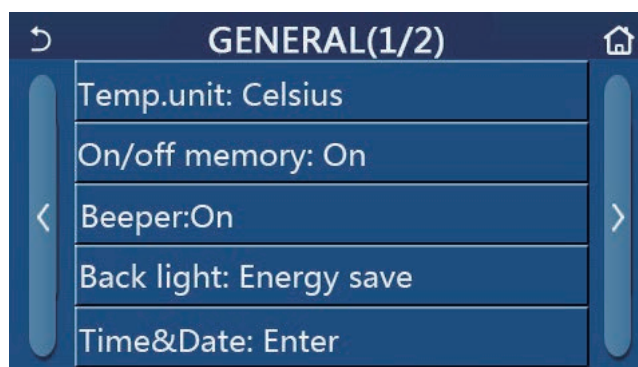 GENERAL(1/2)
Temp.unit: Celsius
On/off memory: On
Beeper:On
Back light: Energy save
Time&Date: Enter